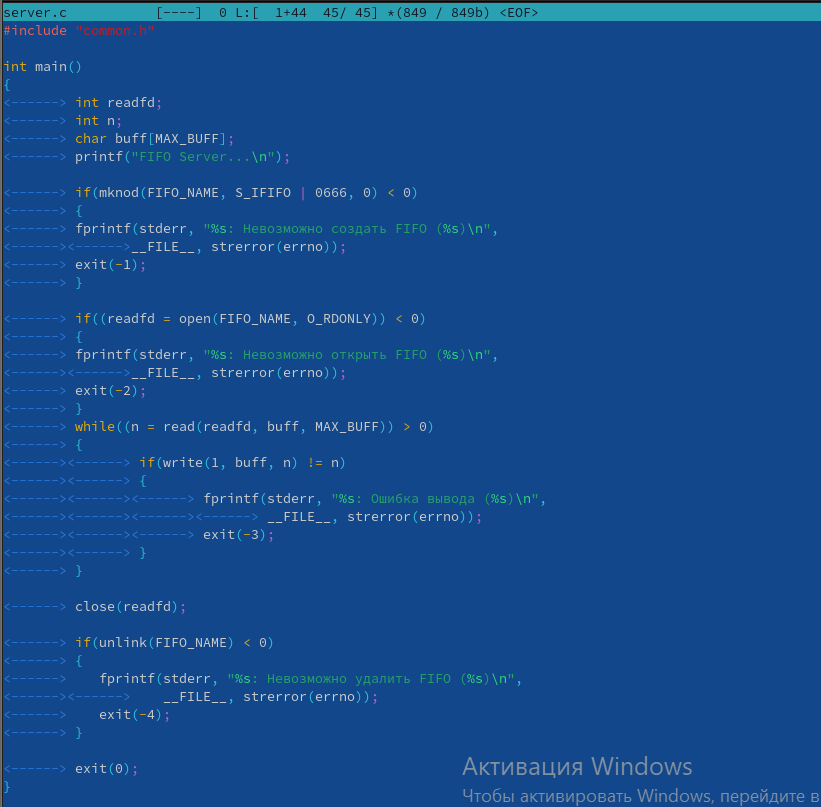 server.c [----] 0 L:[ 1+44 45/ 45] *(849 / 849b) <EOF>
#include "common.h"
int main()
{
<------> int readfd;
<------> int n;
<------> char buff[MAX_BUFF];
<------> printf("FIFO Server...\n");
<------> if(mknod(FIFO_NAME, S_IFIFO | 0666, 0) < 0)
<------> {
<------> fprintf(stderr, "%s: Невозможно создать FIFO (%s)\n",
<------><------>__FILE__, strerror(errno));
<------> exit(-1);
<------> }
<------> if((readfd = open(FIFO_NAME, O_RDONLY)) < 0)
<------> {
<------> fprintf(stderr, "%s: Невозможно открыть FIFO (%s)\n",
<------><------>__FILE__, strerror(errno));
<------> exit(-2);
<------> }
<------> while((n = read(readfd, buff, MAX_BUFF)) > 0)
<------> {
<------><------> if(write(1, buff, n) != n)
<------><------> {
<------><------><------> fprintf(stderr, "%s: Ошибка вывода (%s)\n",
<------><------><------><------> __FILE__, strerror(errno));
<------><------><------> exit(-3);
<------><------> }
<------> }
<------> close(readfd);
<------> if(unlink(FIFO_NAME) < 0)
<------> {
<------> fprintf(stderr, "%s: Невозможно удалить FIFO (%s)\n",
<------><------> __FILE__, strerror(errno));
<------> exit(-4);
<------> }
<------> exit(0);
}
Активация Windows
Чтобы активировать Windows, перейдите в